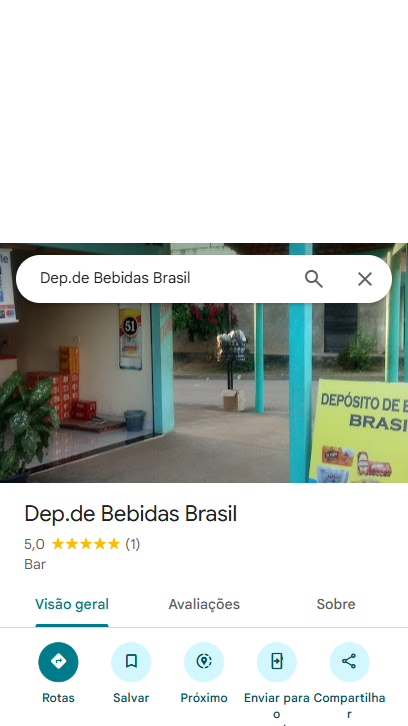 Dep.de Bebidas Brasil
51
DEPÓSITO DE
BRASI
Dep.de Bebidas Brasil
5,0 (1)
Bar
Visão geral Avaliações Sobre
Rotas Salvar Próximo Enviar para o Compartilhar